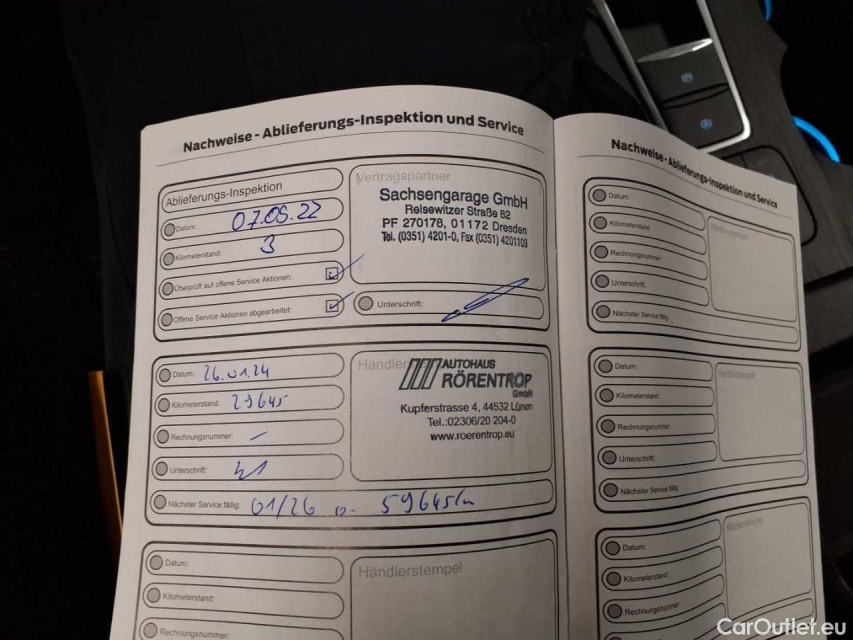 Nachweise - Ablieferungs-Inspektion und Service
Ablieferungs-Inspektion
Datum: 07.09.22
Kilometerstand: 3
Überprüft auf offene Service Aktionen:
Offene Service Aktionen abgearbeitet:
Vertragspartner
Sachsengarage GmbH
Reisewitzer Straße 82
PF 270178, 01172 Dresden
Tel. (0351) 4201-0, Fax (0351) 4201109
Unterschrift:
Datum: 26.01.24
Kilometerstand: 29645
Rechnungsnummer: –
Unterschrift:
Nächster Service fällig: 01/26 59645
Händler
AUTOHAUS
RÖRENTROP
GmbH
Kupferstrasse 4, 44532 Lünen
Tel.:02306/20 204-0
www.roerentrop.eu
Datum:
Kilometerstand:
Rechnungsnummer:
Händlerstempel
Nachweise - Ablieferungs-Inspektion und Service
Datum:
Kilometerstand:
Rechnungsnummer:
Unterschrift:
Nächster Service fällig:
Händlerstempel
Datum:
Kilometerstand:
Rechnungsnummer:
Unterschrift:
Nächster Service fällig:
Händlerstempel
Datum:
Kilometerstand:
Rechnungsnummer:
Händlerstempel
CarOutlet.eu